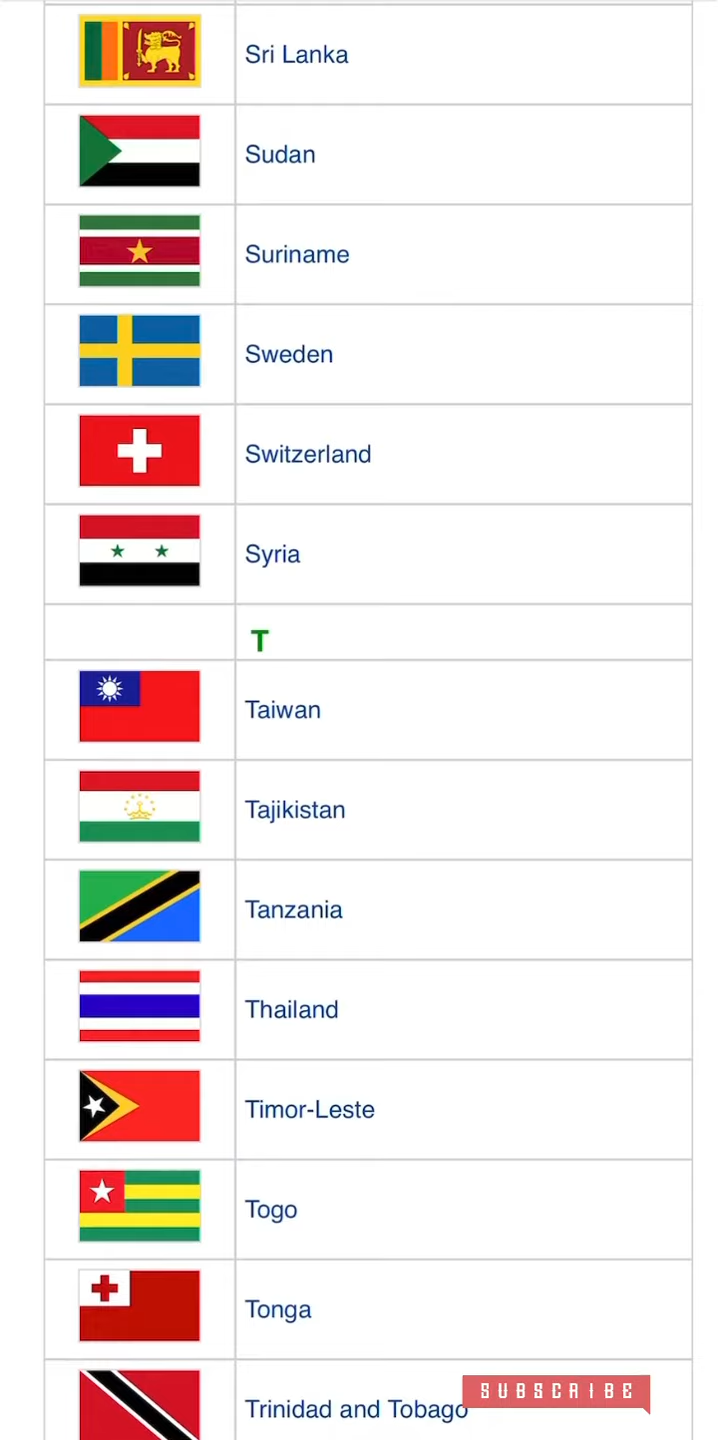 Sri Lanka
Sudan
Suriname
Sweden
Switzerland
Syria
T
Taiwan
Tajikistan
Tanzania
Thailand
Timor-Leste
Togo
Tonga
Trinidad and Tobago
SUBSCRIBE